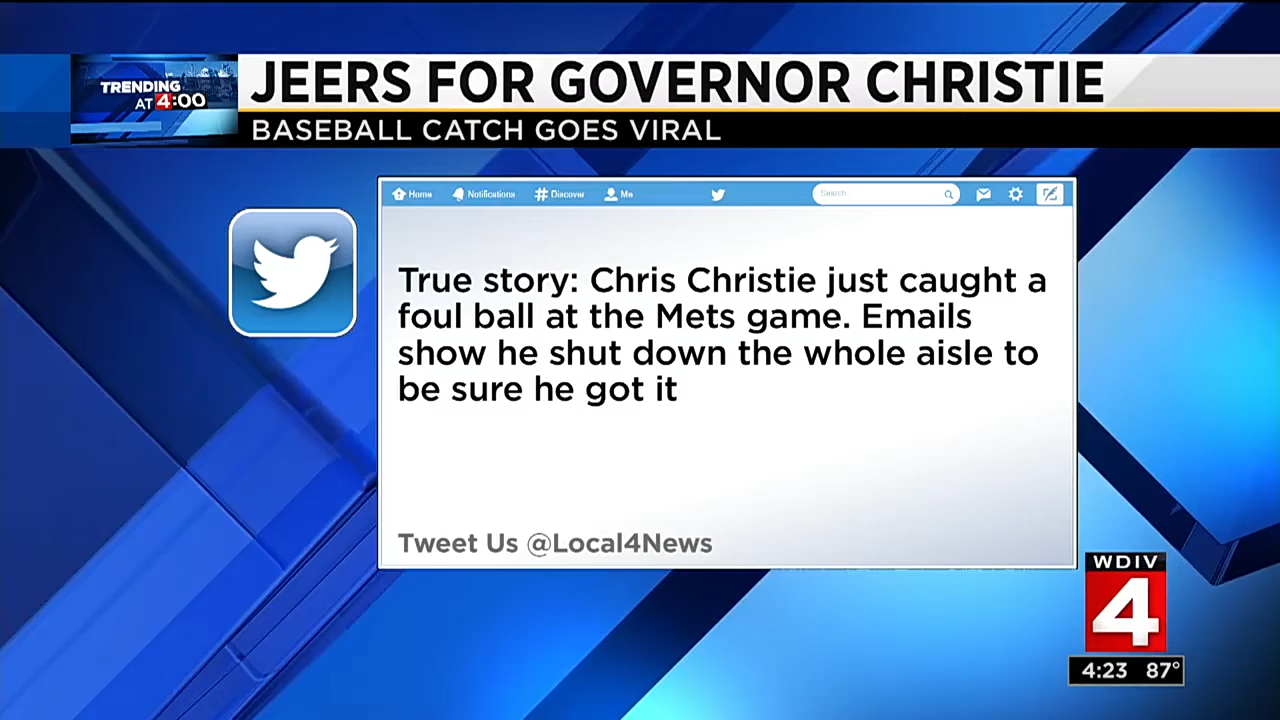 TRENDING
AT 4:00
JEERS FOR GOVERNOR CHRISTIE
BASEBALL CATCH GOES VIRAL
Home Notifications Discover Me Search
True story: Chris Christie just caught a
foul ball at the Mets game. Emails
show he shut down the whole aisle to
be sure he got it
Tweet Us @Local4News
WDIV
4
4:23 87°